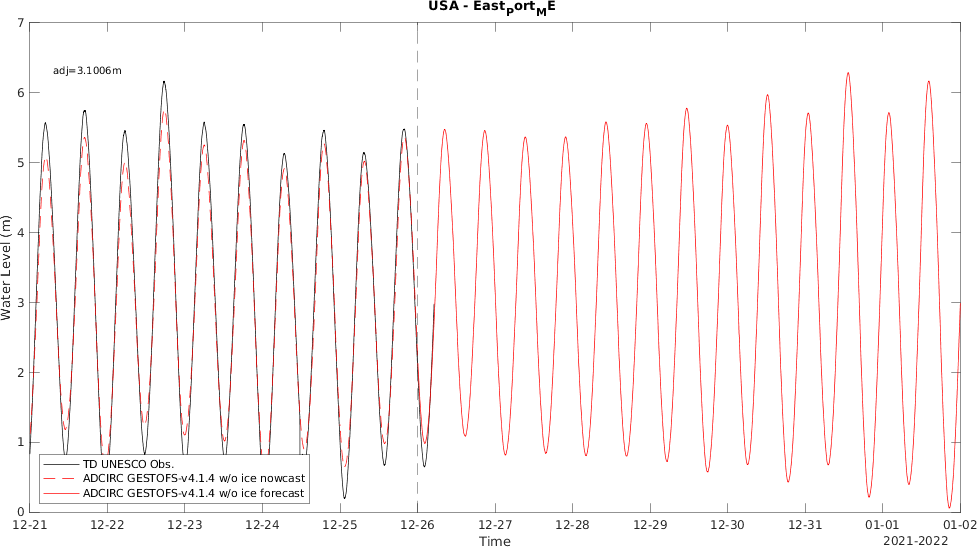 USA - EastPortME
adj=3.1006m
7
6
5
4
3
2
1
0
Water Level (m)
TD UNESCO Obs.
ADCIRC GESTOFS-v4.1.4 w/o ice nowcast
ADCIRC GESTOFS-v4.1.4 w/o ice forecast
12-21 12-22 12-23 12-24 12-25 12-26 12-27 12-28 12-29 12-30 12-31 01-01 01-02
Time
2021-2022